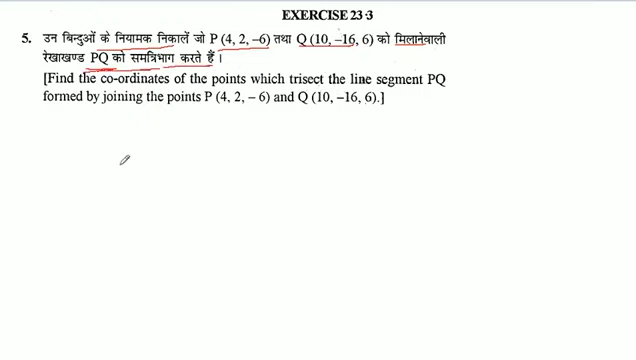 EXERCISE 23·3
5. उन बिन्दुओं के नियामक निकालें जो P (4, 2, –6) तथा Q (10, –16, 6) को मिलानेवाली
रेखाखण्ड PQ को समत्रिभाग करते हैं ।
[Find the co-ordinates of the points which trisect the line segment PQ
formed by joining the points P (4, 2, – 6) and Q (10, –16, 6).]